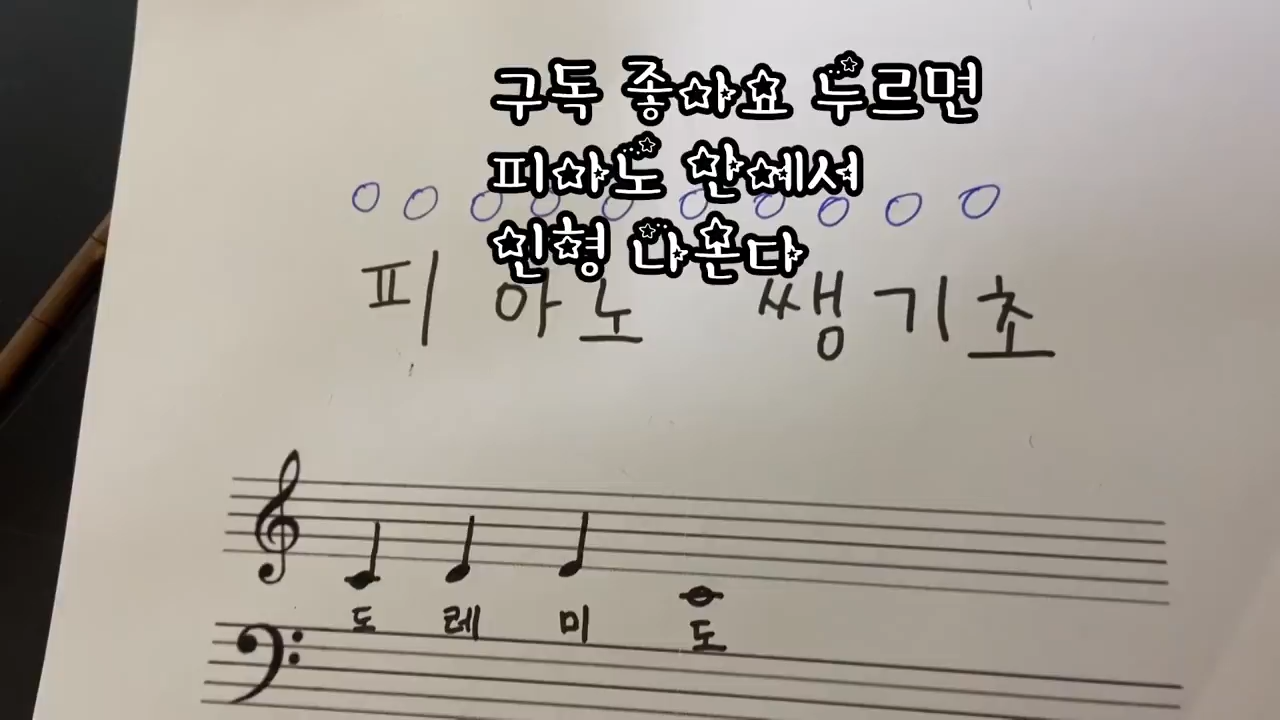 구독 좋아요 누르면
피아노 안에서
인형 나온다
피아노 쌩기초
도 레 미 도